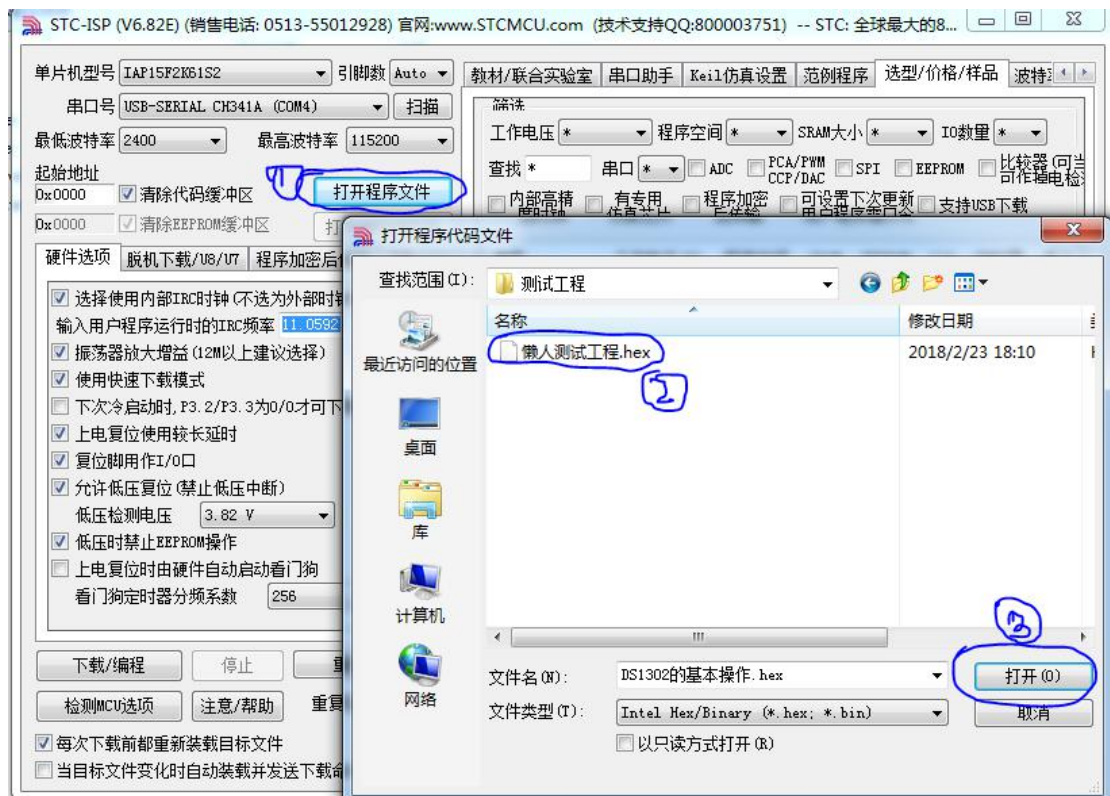 STC-ISP (V6.82E) (销售电话: 0513-55012928) 官网:www.STCMCU.com (技术支持QQ:800003751) -- STC: 全球最大的8...
单片机型号 IAP15F2K61S2 引脚数 Auto
串口号 USB-SERIAL CH341A (COM4) 扫描
最低波特率 2400 最高波特率 115200
起始地址
0x0000 清除代码缓冲区 打开程序文件
①
0x0000 清除EEPROM缓冲区 打
硬件选项 脱机下载/U8/U7 程序加密后
选择使用内部IRC时钟(不选为外部时钟
输入用户程序运行时的IRC频率 11.0592
振荡器放大增益(12M以上建议选择)
使用快速下载模式
下次冷启动时,P3.2/P3.3为0/0才可下
上电复位使用较长延时
复位脚用作I/O口
允许低压复位(禁止低压中断)
低压检测电压 3.82 V
低压时禁止EEPROM操作
上电复位时由硬件自动启动看门狗
看门狗定时器分频系数 256
下载/编程 停止
检测MCU选项 注意/帮助 重复
每次下载前都重新装载目标文件
当目标文件变化时自动装载并发送下载命
教材/联合实验室 串口助手 Keil仿真设置 范例程序 选型/价格/样品 波特
筛选
工作电压 * 程序空间 * SRAM大小 * IO数量 *
查找 * 串口 * ADC PCA/PWM CCP/DAC SPI EEPROM 比较器(可当
支持USB下载
打开程序代码文件
查找范围(I): 测试工程
名称 修改日期
懒人测试工程.hex 2018/2/23 18:10
②
最近访问的位置
桌面
库
计算机
网络
③
文件名(N): DS1302的基本操作.hex 打开(O)
文件类型(T): Intel Hex/Binary (*.hex; *.bin) 取消
以只读方式打开(R)